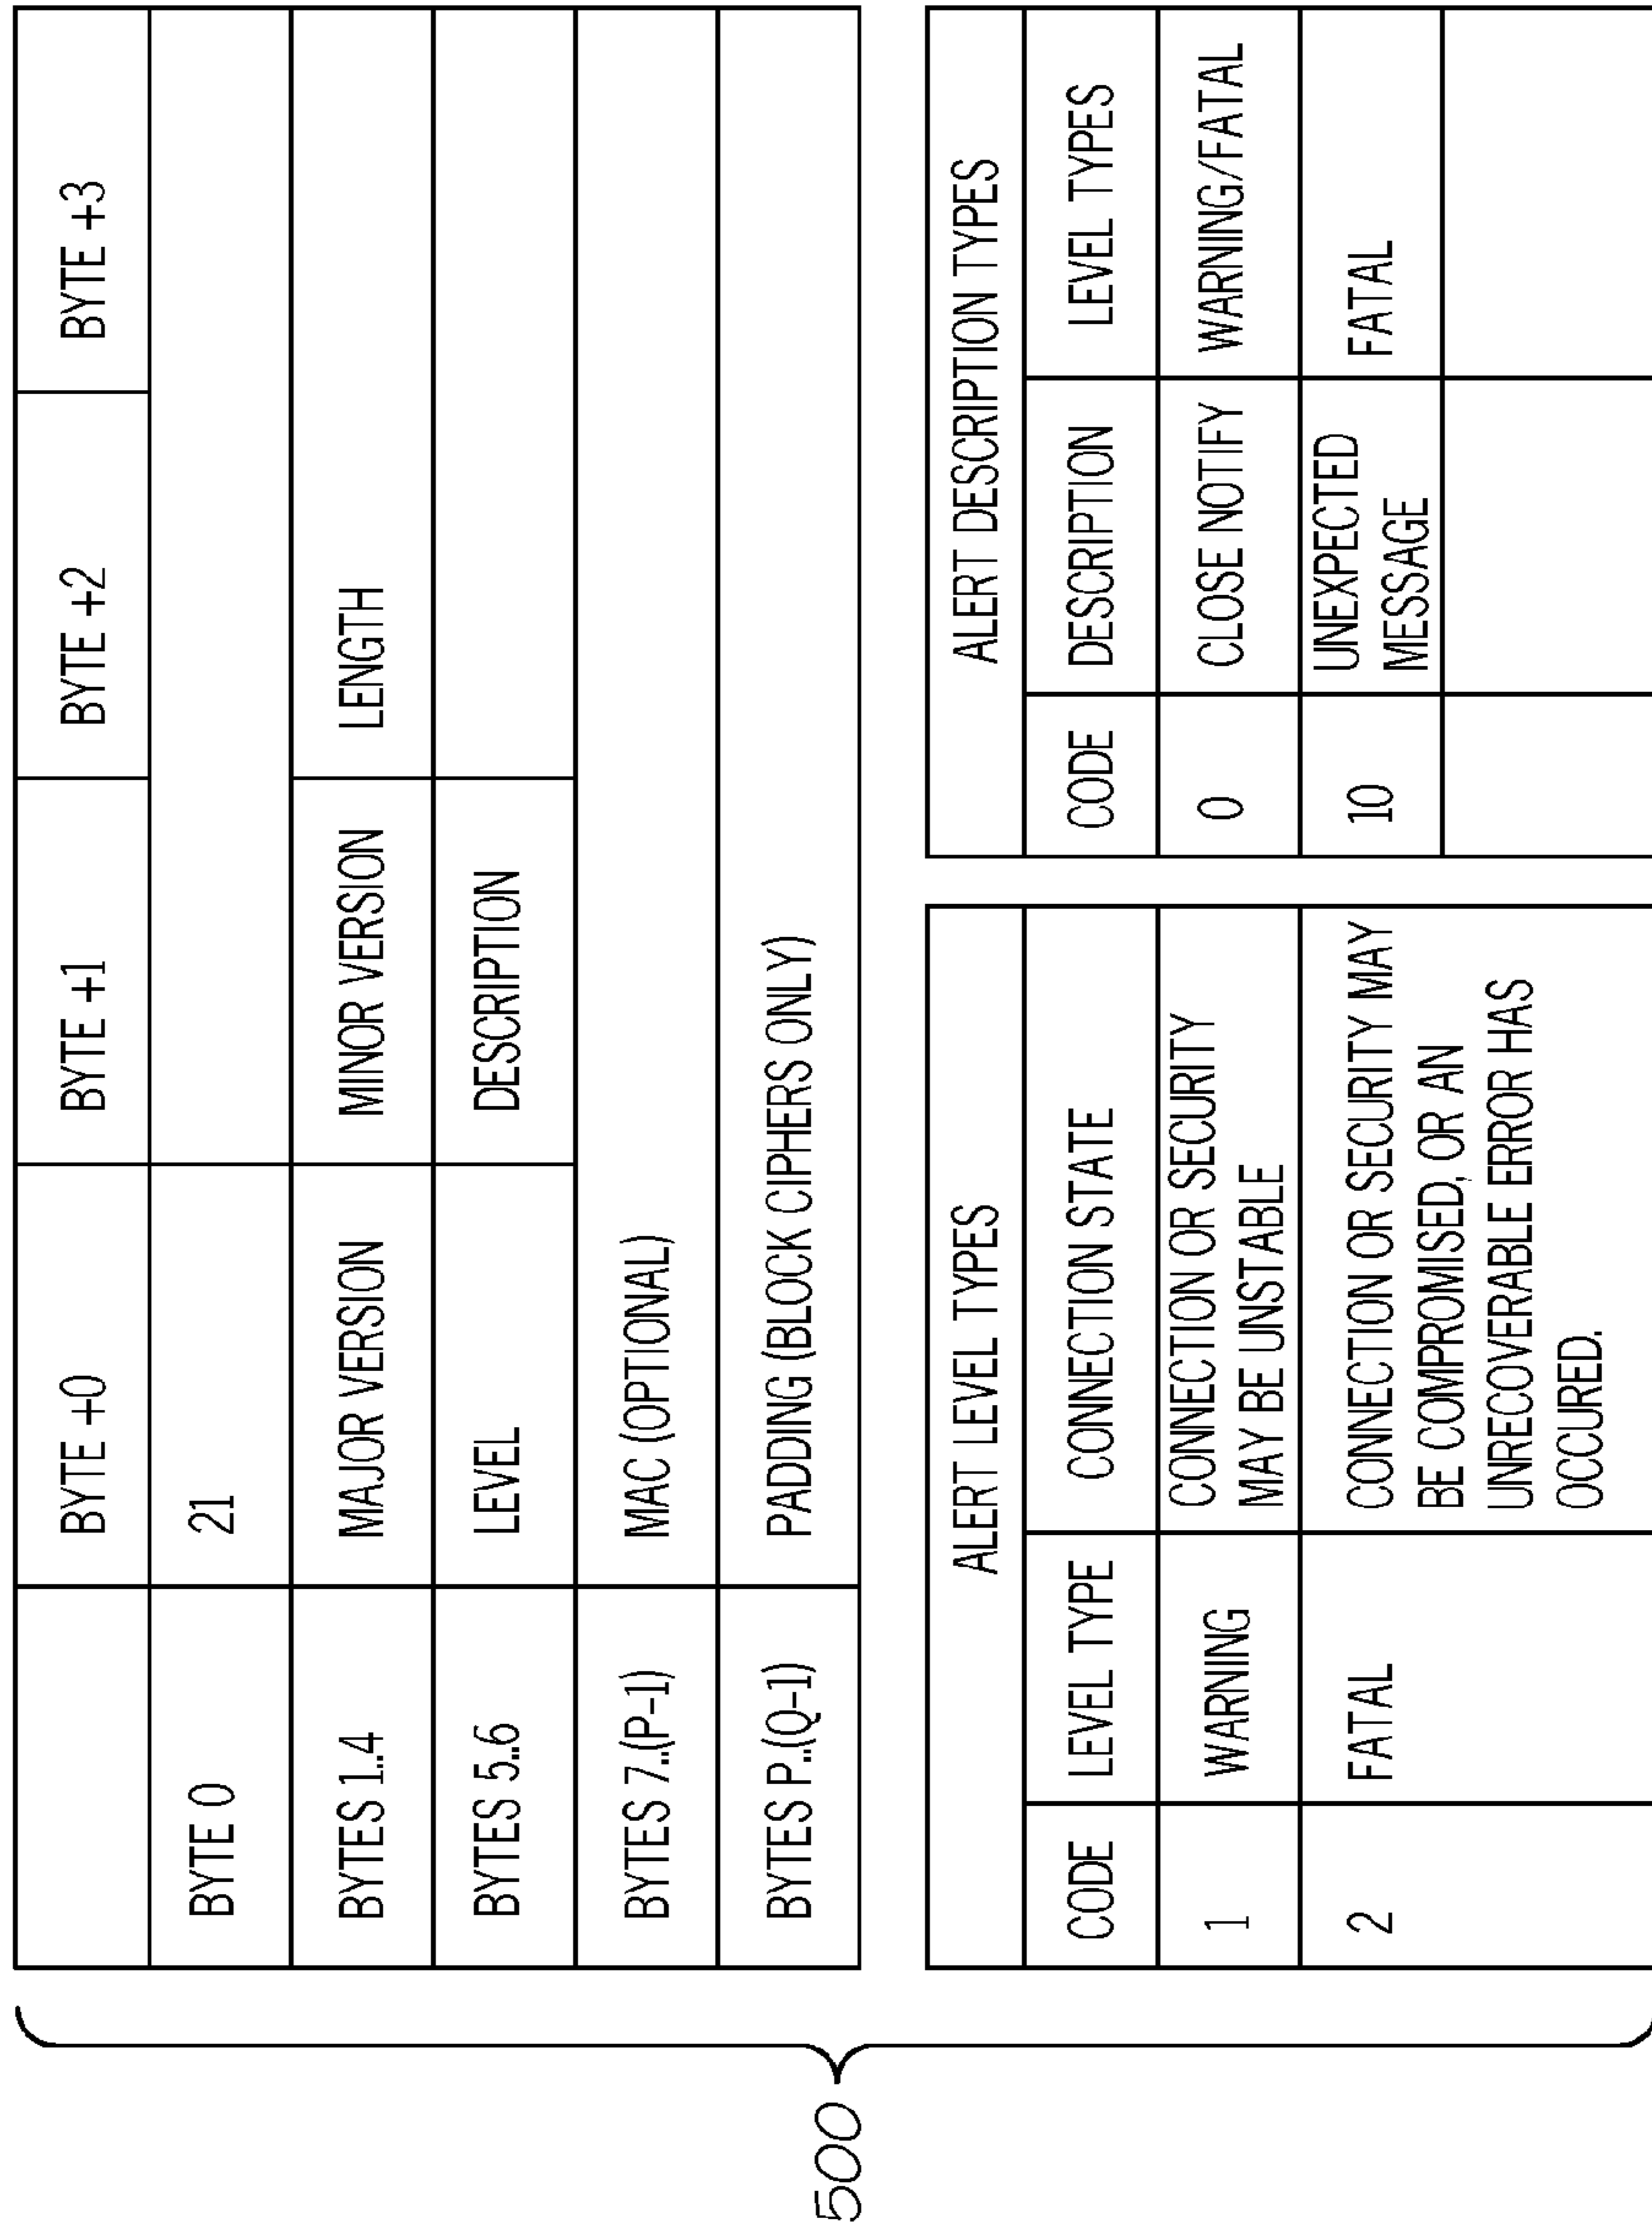 500
BYTE +0 BYTE +1 BYTE +2 BYTE +3
BYTE 0 21
BYTES 1..4 MAJOR VERSION MINOR VERSION LENGTH
BYTES 5..6 LEVEL DESCRIPTION
BYTES 7..(P-1) MAC (OPTIONAL)
BYTES P..(Q-1) PADDING (BLOCK CIPHERS ONLY)
ALERT LEVEL TYPES
CODE LEVEL TYPE CONNECTION STATE
1 WARNING CONNECTION OR SECURITY
MAY BE UNSTABLE
2 FATAL CONNECTION OR SECURITY MAY
BE COMPROMISED, OR AN
UNRECOVERABLE ERROR HAS
OCCURED.
ALERT DESCRIPTION TYPES
CODE DESCRIPTION LEVEL TYPES
0 CLOSE NOTIFY WARNING/FATAL
10 UNEXPECTED FATAL
MESSAGE